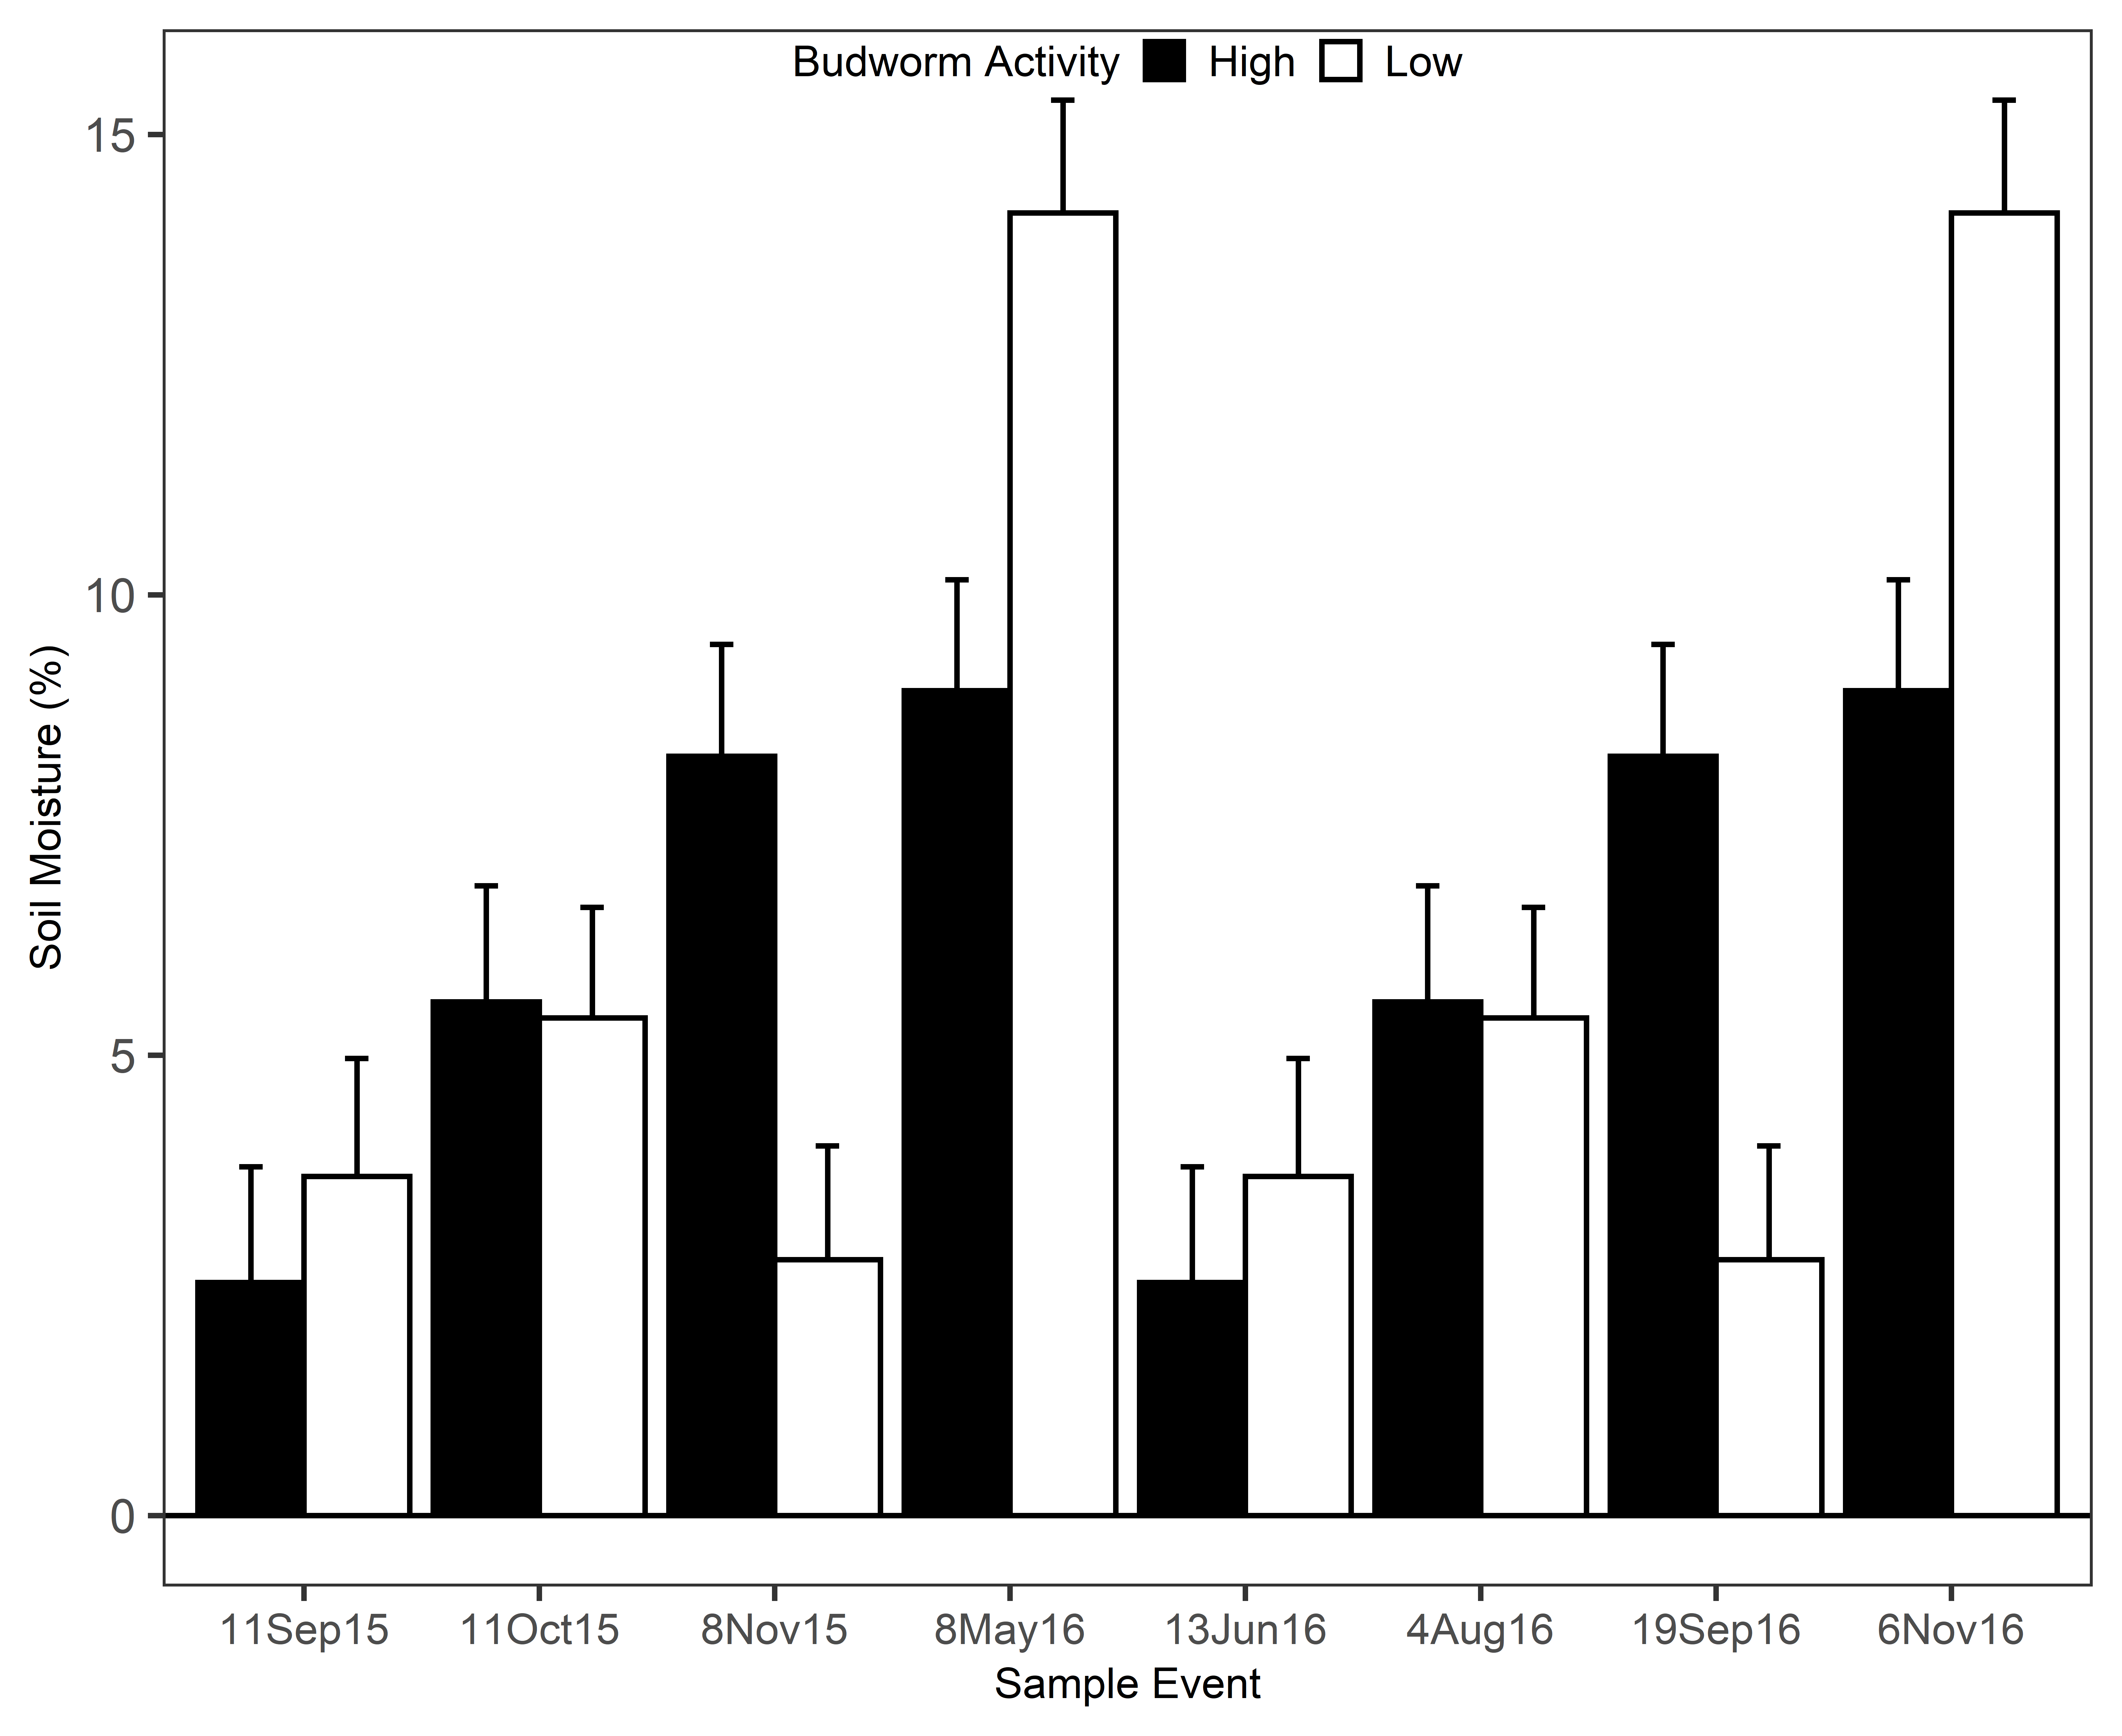 Budworm Activity High Low
15
10
5
0
Soil Moisture (%)
11Sep15 11Oct15 8Nov15 8May16 13Jun16 4Aug16 19Sep16 6Nov16
Sample Event